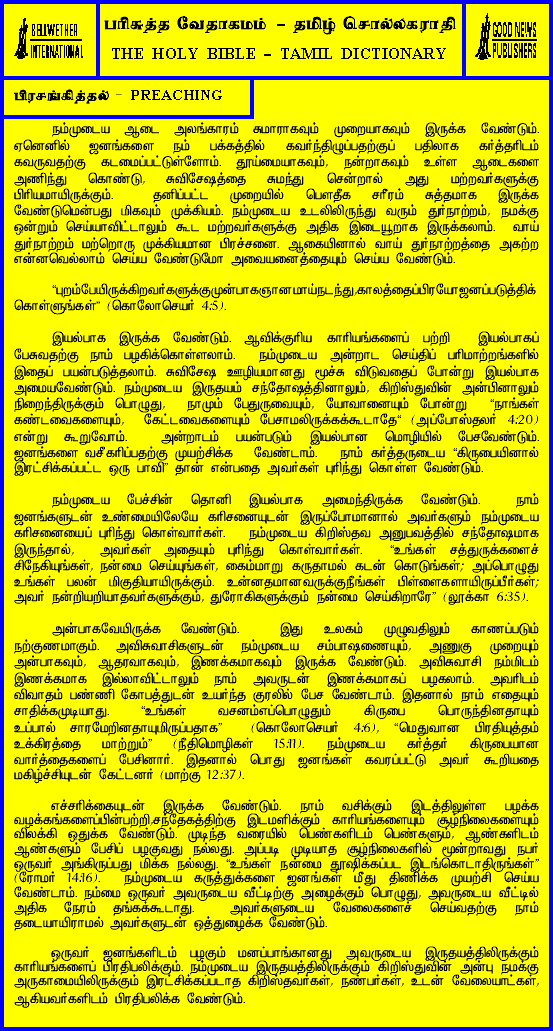 BELLWETHER
INTERNATIONAL
பரிசுத்த வேதாகமம் - தமிழ் சொல்லகராதி
THE HOLY BIBLE - TAMIL DICTIONARY
GOOD NEWS
PUBLISHERS
பிரசங்கித்தல் - PREACHING
நம்முடைய ஆடை அலங்காரம் சுமாராகவும் முறையாகவும் இருக்க வேண்டும்.
ஏனெனில் ஜனங்களை நம் பக்கத்தில் கவர்ந்திழுப்பதற்குப் பதிலாக கர்த்தரிடம்
கவருவதற்கு கடமைப்பட்டுள்ளோம். தூய்மையாகவும், நன்றாகவும் உள்ள ஆடைகளை
அணிந்து கொண்டு, சுவிசேஷத்தை சுமந்து சென்றால் அது மற்றவர்களுக்கு
பிரியமாயிருக்கும். தனிப்பட்ட முறையில் பௌதீக சரீரம் சுத்தமாக இருக்க
வேண்டுமென்பது மிகவும் முக்கியம். நம்முடைய உடலிலிருந்து வரும் துர்நாற்றம், நமக்கு
ஒன்றும் செய்யாவிட்டாலும் கூட மற்றவர்களுக்கு அதிக இடையூறாக இருக்கலாம். வாய்
துர்நாற்றம் மற்றொரு முக்கியமான பிரச்சனை. ஆகையினால் வாய் துர்நாற்றத்தை அகற்ற
என்னவெல்லாம் செய்ய வேண்டுமோ அவையனைத்தையும் செய்ய வேண்டும்.
"புறம்பேயிருக்கிறவர்களுக்குமுன்பாகஞானமாய்நடந்து,காலத்தைப்பிரயோஜனப்படுத்திக்
கொள்ளுங்கள்" (கொலோசெயர் 4:5).
இயல்பாக இருக்க வேண்டும். ஆவிக்குரிய காரியங்களைப் பற்றி இயல்பாகப்
பேசுவதற்கு நாம் பழகிக்கொள்ளலாம். நம்முடைய அன்றாட செய்திப் பரிமாற்றங்களில்
இதைப் பயன்படுத்தலாம். சுவிசேஷ ஊழியமானது மூச்சு விடுவதைப் போன்று இயல்பாக
அமையவேண்டும். நம்முடைய இருதயம் சந்தோஷத்தினாலும், கிறிஸ்துவின் அன்பினாலும்
நிறைந்திருக்கும் பொழுது, நாமும் பேதுருவையும், யோவானையும் போன்று "நாங்கள்
கண்டவைகளையும், கேட்டவைகளையும் பேசாமலிருக்கக்கூடாதே" (அப்போஸ்தலர் 4:20)
என்று கூறுவோம். அன்றாடம் பயன்படும் இயல்பான மொழியில் பேசவேண்டும்.
ஜனங்களை வசீகரிப்பதற்கு முயற்சிக்க வேண்டாம். நாம் கர்த்தருடைய "கிருபையினால்
இரட்சிக்கப்பட்ட ஒரு பாவி" தான் என்பதை அவர்கள் புரிந்து கொள்ள வேண்டும்.
நம்முடைய பேச்சின் தொனி இயல்பாக அமைந்திருக்க வேண்டும். நாம்
ஜனங்களுடன் உண்மையிலேயே கரிசனையுடன் இருப்போமானால் அவர்களும் நம்முடைய
கரிசனையைப் புரிந்து கொள்வார்கள். நம்முடைய கிறிஸ்தவ அனுபவத்தில் சந்தோஷமாக
இருந்தால், அவர்கள் அதையும் புரிந்து கொள்வார்கள். "உங்கள் சத்துருக்களைச்
சிநேகியுங்கள், நன்மை செய்யுங்கள், கைம்மாறு கருதாமல் கடன் கொடுங்கள்; அப்பொழுது
உங்கள் பலன் மிகுதியாயிருக்கும். உன்னதமானவருக்குநீங்கள் பிள்ளைகளாயிருப்பீர்கள்;
அவர் நன்றியறியாதவர்களுக்கும், துரோகிகளுக்கும் நன்மை செய்கிறாரே" (லூக்கா 6:35).
அன்பாகவேயிருக்க வேண்டும். இது உலகம் முழுவதிலும் காணப்படும்
நற்குணமாகும். அவிசுவாசிகளுடன் நம்முடைய சம்பாஷணையும், அணுகு முறையும்
அன்பாகவும், ஆதரவாகவும், இணக்கமாகவும் இருக்க வேண்டும். அவிசுவாசி நம்மிடம்
இணக்கமாக இல்லாவிட்டாலும் நாம் அவருடன் இணக்கமாகப் பழகலாம். அவரிடம்
விவாதம் பண்ணி கோபத்துடன் உயர்ந்த குரலில் பேச வேண்டாம். இதனால் நாம் எதையும்
சாதிக்கமுடியாது. "உங்கள் வசனம்எப்பொழுதும் கிருபை பொருந்தினதாயும்
உப்பால் சாரமேறினதாயுமிருப்பதாக" (கொலோசெயர் 4:6), "மெதுவான பிரதியுத்தம்
உக்கிரத்தை மாற்றும்" (நீதிமொழிகள் 15:11). நம்முடைய கர்த்தர் கிருபையான
வார்த்தைகளைப் பேசினார். இதனால் பொது ஜனங்கள் கவரப்பட்டு அவர் கூறியதை
மகிழ்ச்சியுடன் கேட்டனர் (மாற்கு 12:37).
எச்சரிக்கையுடன் இருக்க வேண்டும். நாம் வசிக்கும் இடத்திலுள்ள பழக்க
வழக்கங்களைப்பின்பற்றி.சந்தேகத்திற்கு இடமளிக்கும் காரியங்களையும் சூழ்நிலைகளையும்
விலக்கி ஒதுக்க வேண்டும். முடிந்த வரையில் பெண்களிடம் பெண்களும், ஆண்களிடம்
ஆண்களும் பேசிப் பழகுவது நல்லது. அப்படி முடியாத சூழ்நிலைகளில் மூன்றாவது நபர்
ஒருவர் அங்கிருப்பது மிக்க நல்லது. "உங்கள் நன்மை தூஷிக்கப்பட இடங்கொடாதிருங்கள்"
(ரோமர் 14:16). நம்முடைய கருத்துக்களை ஜனங்கள் மீது திணிக்க முயற்சி செய்ய
வேண்டாம். நம்மை ஒருவர் அவருடைய வீட்டிற்கு அழைக்கும் பொழுது, அவருடைய வீட்டில்
அதிக நேரம் தங்கக்கூடாது. அவர்களுடைய வேலைகளைச் செய்வதற்கு நாம்
தடையாயிராமல் அவர்களுடன் ஒத்துழைக்க வேண்டும்.
ஒருவர் ஜனங்களிடம் பழகும் மனப்பாங்கானது அவருடைய இருதயத்திலிருக்கும்
காரியங்களைப் பிரதிபலிக்கும். நம்முடைய இருதயத்திலிருக்கும் கிறிஸ்துவின் அன்பு நமக்கு
அருகாமையிலிருக்கும் இரட்சிக்கப்படாத கிறிஸ்தவர்கள், நண்பர்கள், உடன் வேலையாட்கள்,
ஆகியவர்களிடம் பிரதிபலிக்க வேண்டும்.